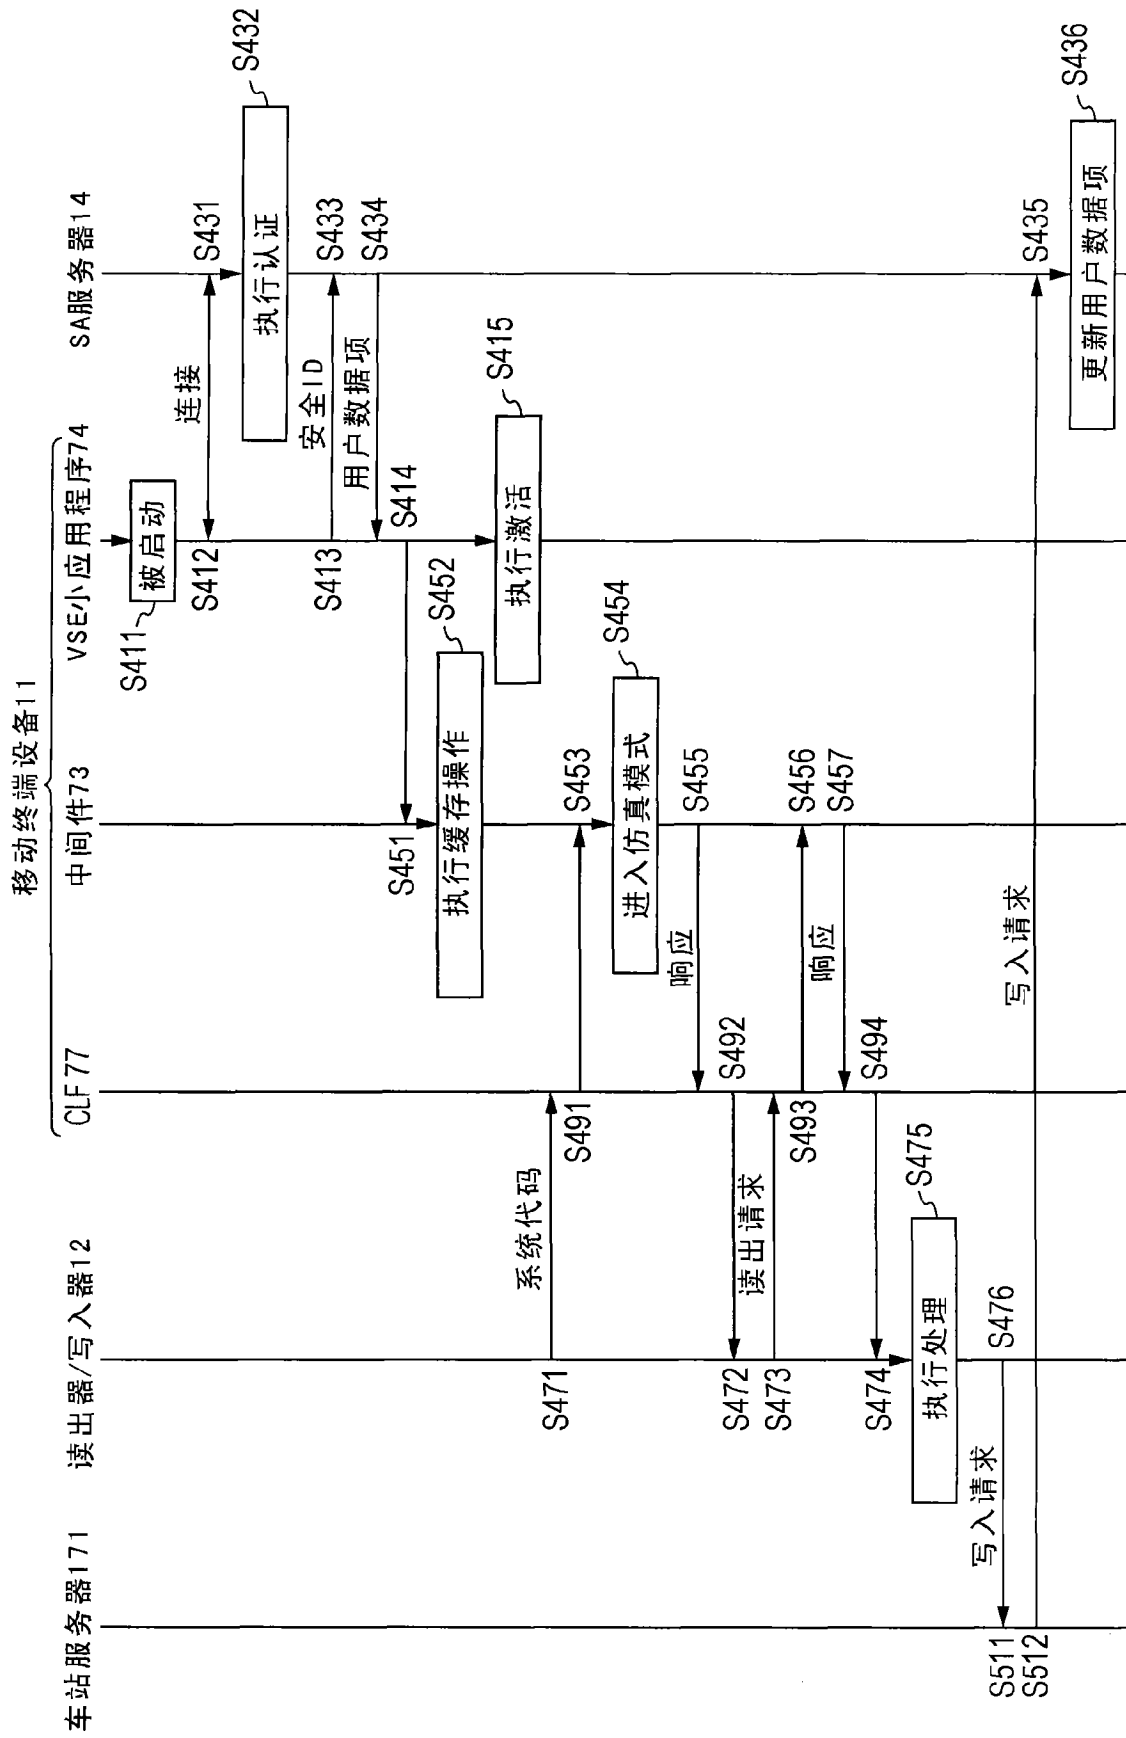 移动终端设备11
车站服务器171
读出器/写入器12
CLF77
中间件73
VSE小应用程序74
SA服务器14
S411
被启动
S412
连接
S431
执行认证
S432
S413
安全ID
S433
用户数据项
S434
S414
S451
执行缓存操作
S452
执行激活
S415
S471
系统代码
S491
S453
进入仿真模式
S454
响应
S455
S472
S492
S473
读出请求
S493
S456
响应
S457
S474
S494
执行处理
S475
写入请求
S476
S511
S512
写入请求
S435
更新用户数据项
S436